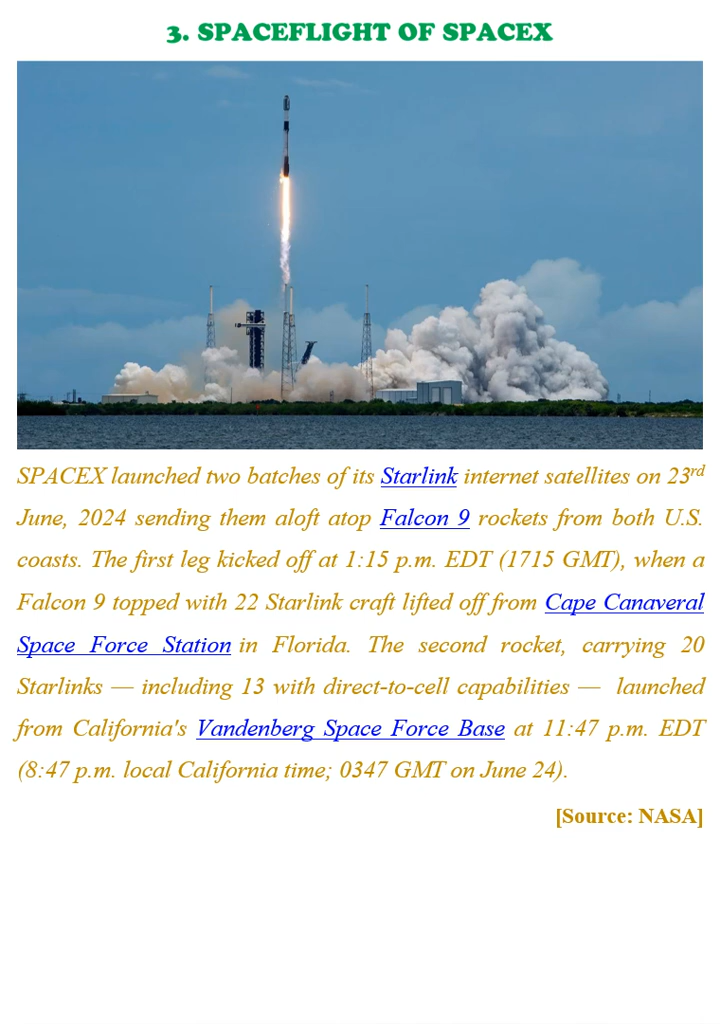 3. SPACEFLIGHT OF SPACEX
SPACEX launched two batches of its Starlink internet satellites on 23rd
June, 2024 sending them aloft atop Falcon 9 rockets from both U.S.
coasts. The first leg kicked off at 1:15 p.m. EDT (1715 GMT), when a
Falcon 9 topped with 22 Starlink craft lifted off from Cape Canaveral
Space Force Station in Florida. The second rocket, carrying 20
Starlinks — including 13 with direct-to-cell capabilities — launched
from California's Vandenberg Space Force Base at 11:47 p.m. EDT
(8:47 p.m. local California time; 0347 GMT on June 24).
[Source: NASA]